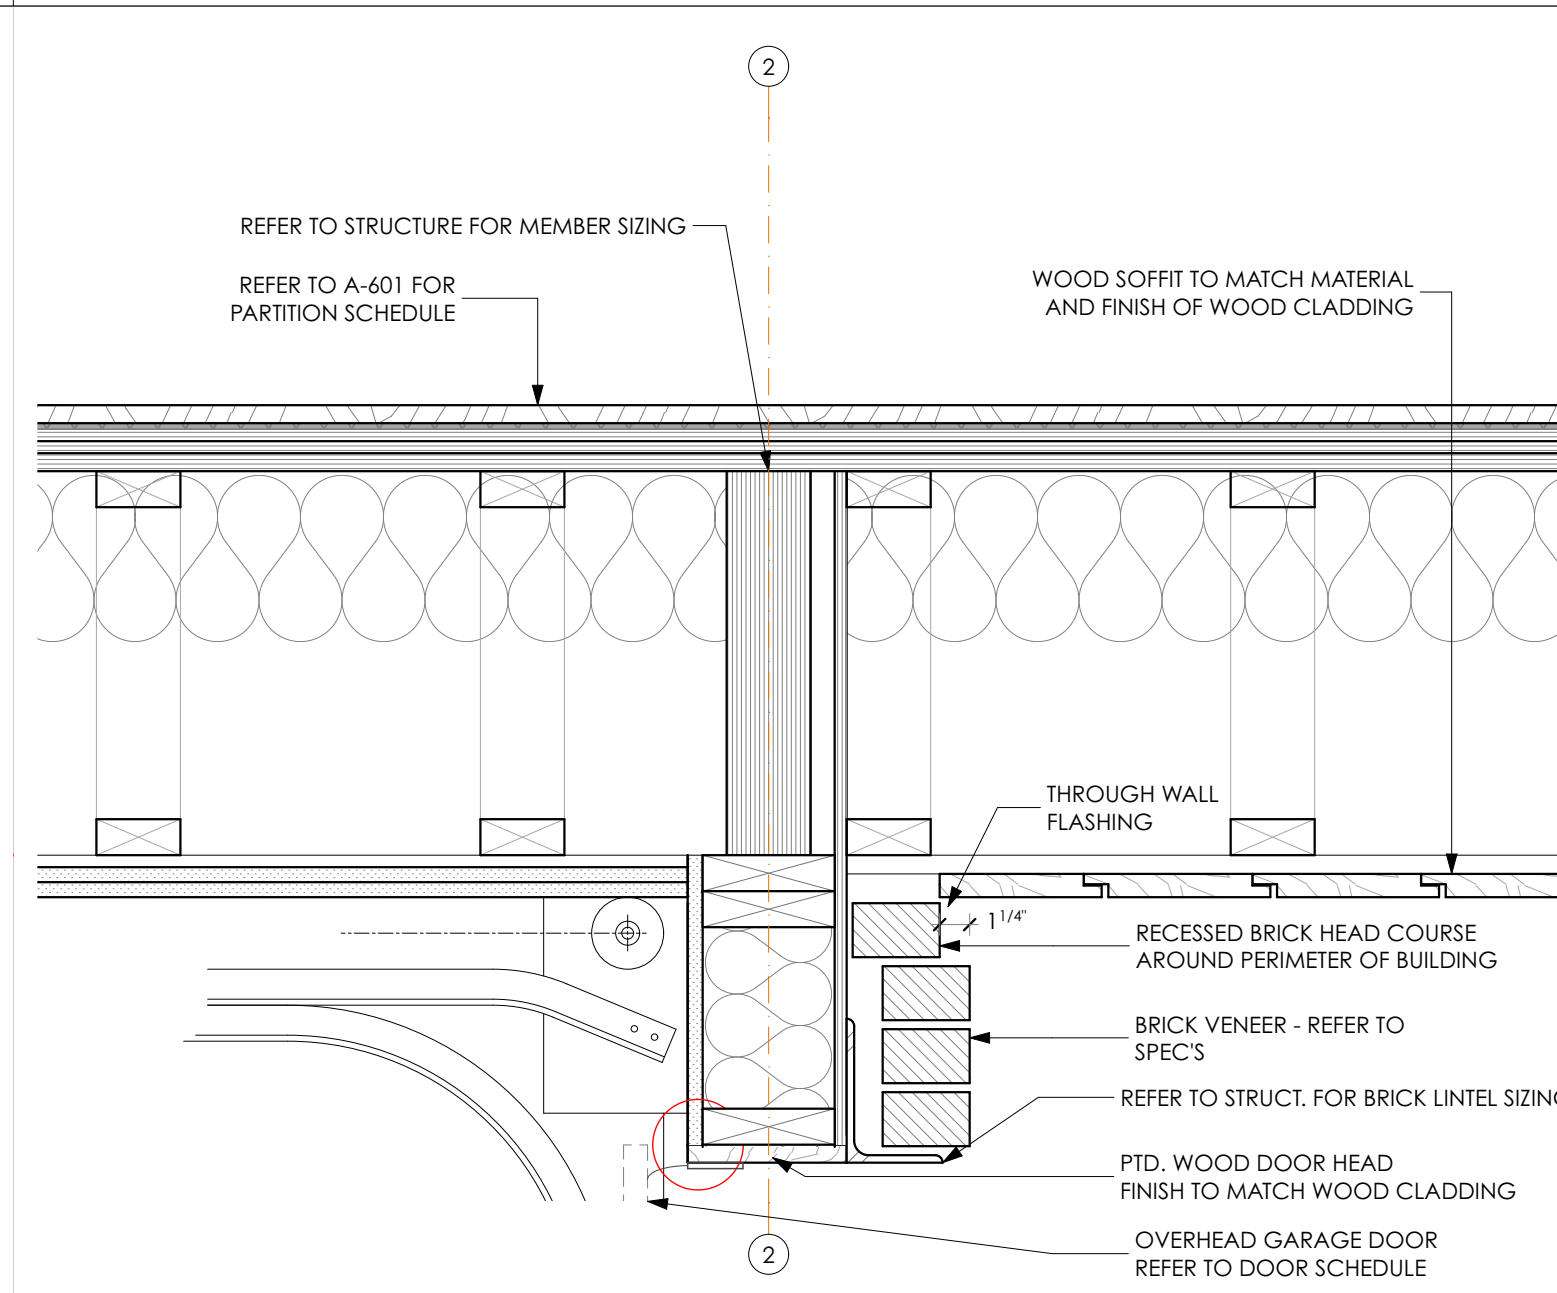 2
REFER TO STRUCTURE FOR MEMBER SIZING
REFER TO A-601 FOR
PARTITION SCHEDULE
WOOD SOFFIT TO MATCH MATERIAL
AND FINISH OF WOOD CLADDING
THROUGH WALL
FLASHING
1 1/4"
RECESSED BRICK HEAD COURSE
AROUND PERIMETER OF BUILDING
BRICK VENEER - REFER TO
SPEC'S
REFER TO STRUCT. FOR BRICK LINTEL SIZING
PTD. WOOD DOOR HEAD
FINISH TO MATCH WOOD CLADDING
OVERHEAD GARAGE DOOR
REFER TO DOOR SCHEDULE
2